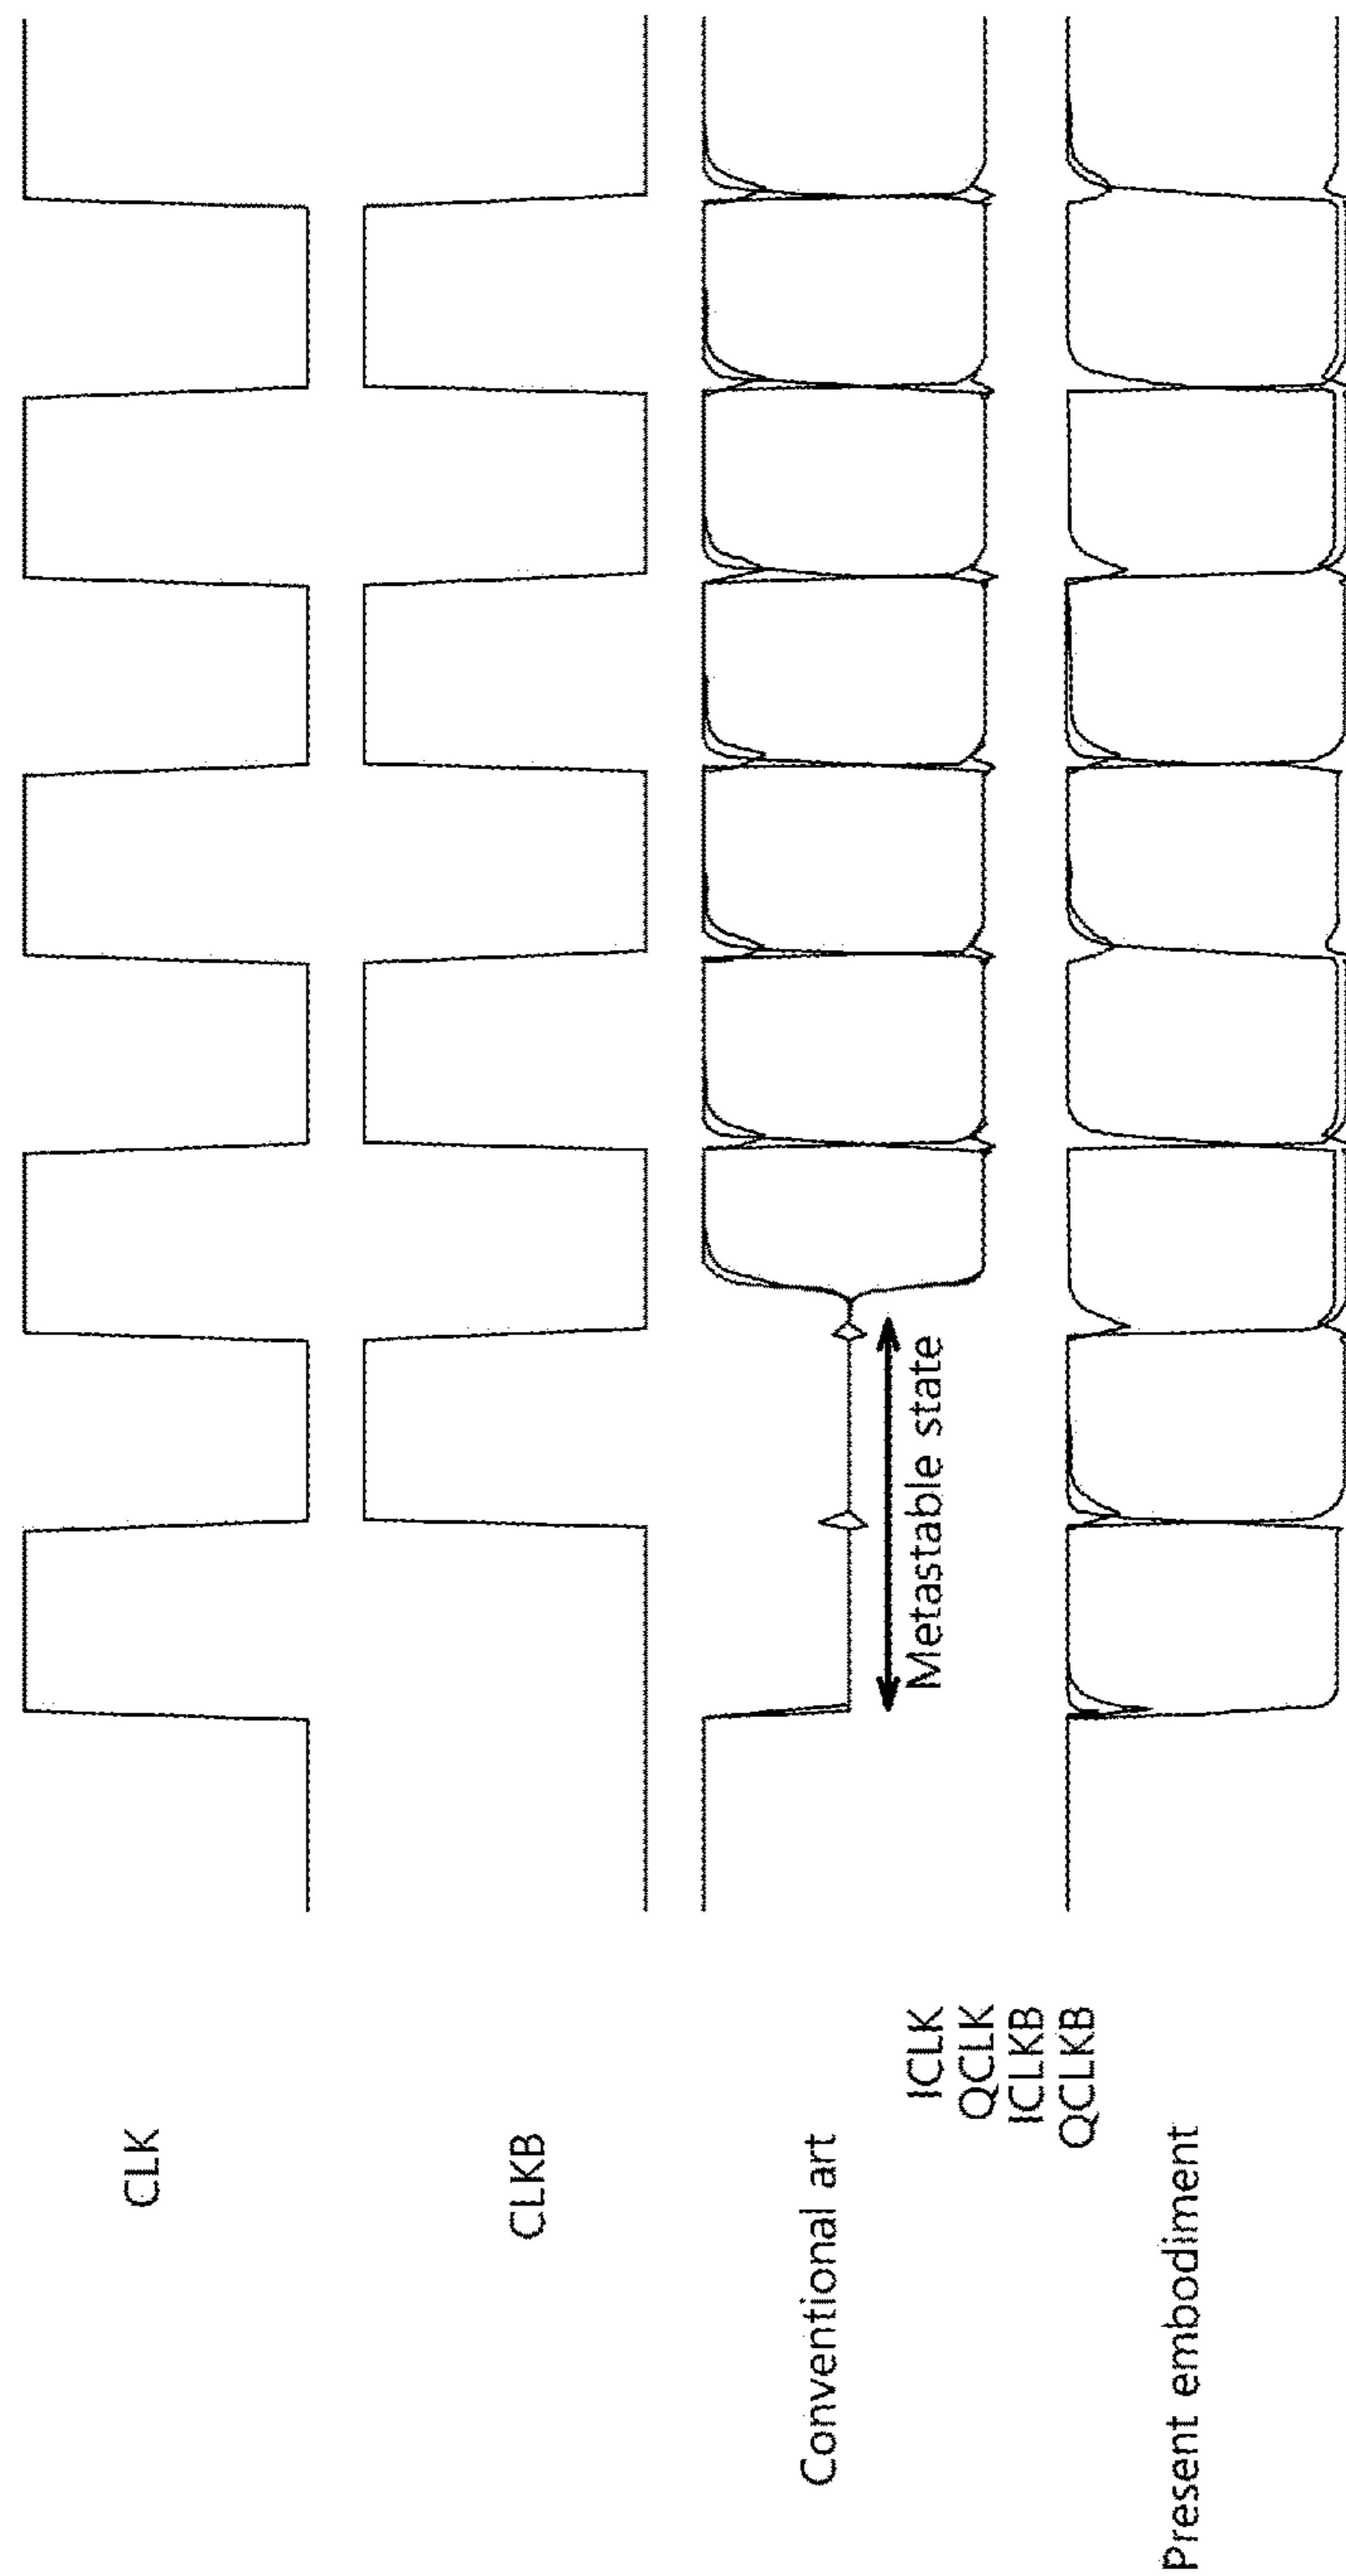 CLK
CLKB
Metastable state
Conventional art
ICLK
QCLK
ICLKB
QCLKB
Present embodiment